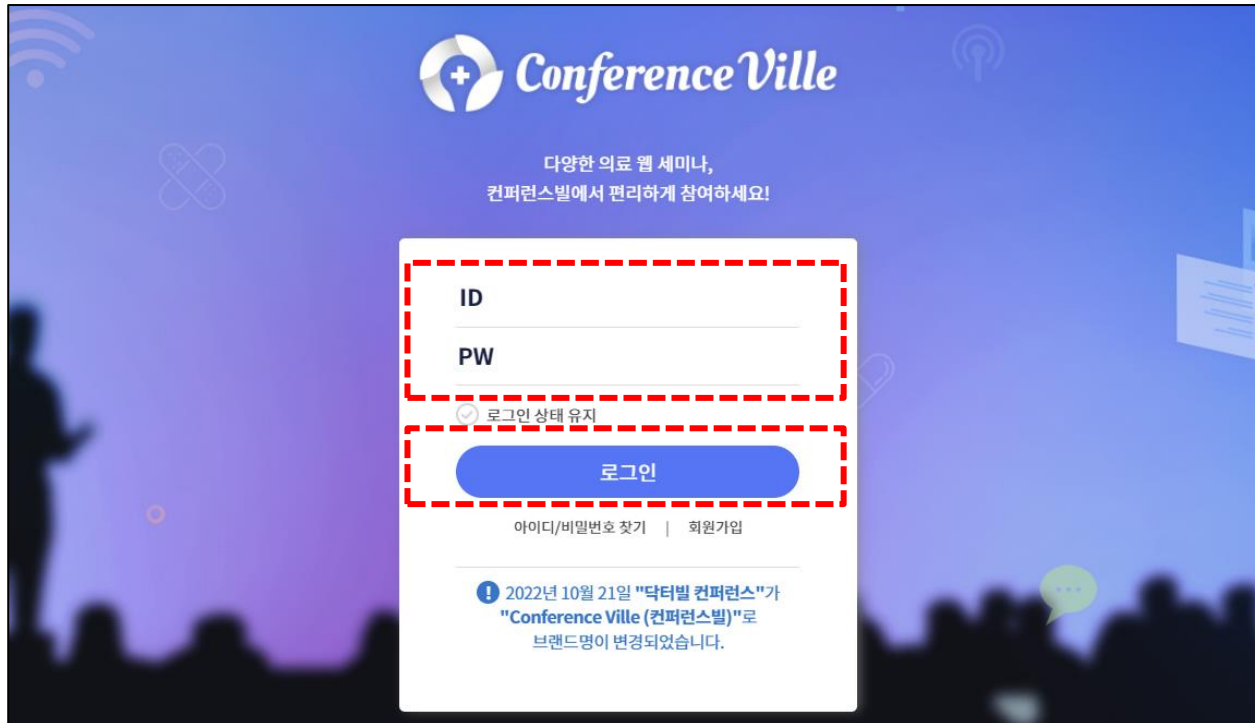 Conference Ville
다양한 의료 웹 세미나,
컨퍼런스빌에서 편리하게 참여하세요!
ID
PW
로그인 상태 유지
로그인
아이디/비밀번호 찾기 | 회원가입
2022년 10월 21일 "닥터빌 컨퍼런스"가
"Conference Ville (컨퍼런스빌)"로
브랜드명이 변경되었습니다.